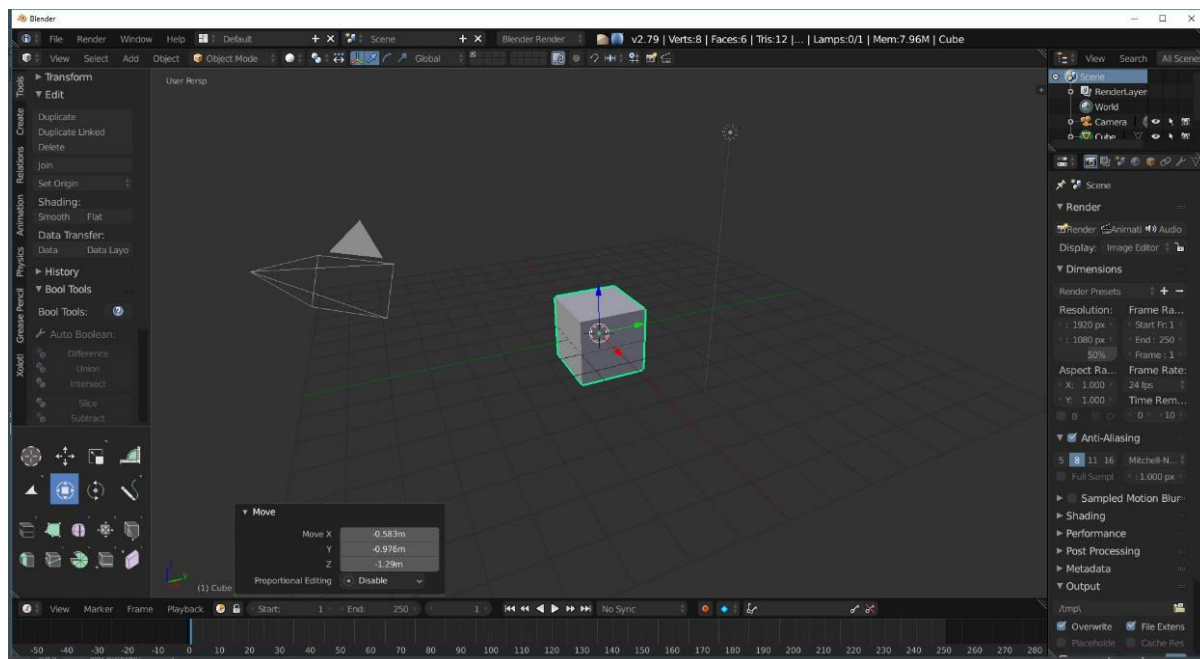 Blender
File Render Window Help Default Scene Blender Render v2.79 | Verts:8 | Faces:6 | Tris:12 |... | Lamps:0/1 | Mem:7.96M | Cube
View Select Add Object Object Mode Global View Search All Scene
Tools
Create
Relations
Animation
Physics
Grease Pencil
Xolotl
Transform
Edit
Duplicate
Duplicate Linked
Delete
Join
Set Origin
Shading:
Smooth Flat
Data Transfer:
Data Data Layo
History
Bool Tools
Bool Tools:
Auto Boolean:
Difference
Union
Intersect
Slice
Subtract
User Persp
Move
Move X -0.583m
Y -0.976m
Z -1.29m
Proportional Editing Disable
(1) Cube
Scene
RenderLayer
World
Camera
Cube
Scene
Render
Render Animati Audio
Display: Image Editor
Dimensions
Render Presets
Resolution: Frame Ra...
: 1920 px Start Fr: 1
: 1080 px End : 250
50% Frame : 1
Aspect Ra... Frame Rate:
X: 1.000 24 fps
Y: 1.000 Time Rem...
B 0 10
Anti-Aliasing
5 8 11 16 Mitchell-N...
Full Sampl : 1.000 px
Sampled Motion Blur
Shading
Performance
Post Processing
Metadata
Output
/tmp\
Overwrite File Extens
Placeholde Cache Res
View Marker Frame Playback Start: 1 End: 250 1 No Sync
-50 -40 -30 -20 -10 0 10 20 30 40 50 60 70 80 90 100 110 120 130 140 150 160 170 180 190 200 210 220 230 240 250 260 270 280